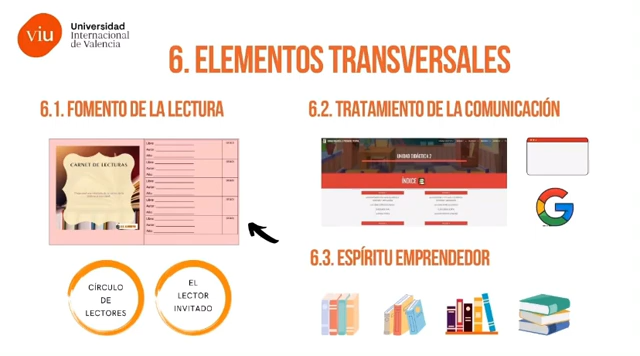 viu
Universidad
Internacional
de Valencia
6. ELEMENTOS TRANSVERSALES
6.1. FOMENTO DE LA LECTURA
6.2. TRATAMIENTO DE LA COMUNICACIÓN
CARNET DE LECTURAS
UNIDAD DIDÁCTICA 2
ÍNDICE
6.3. ESPÍRITU EMPRENDEDOR
CÍRCULO
DE
LECTORES
EL
LECTOR
INVITADO